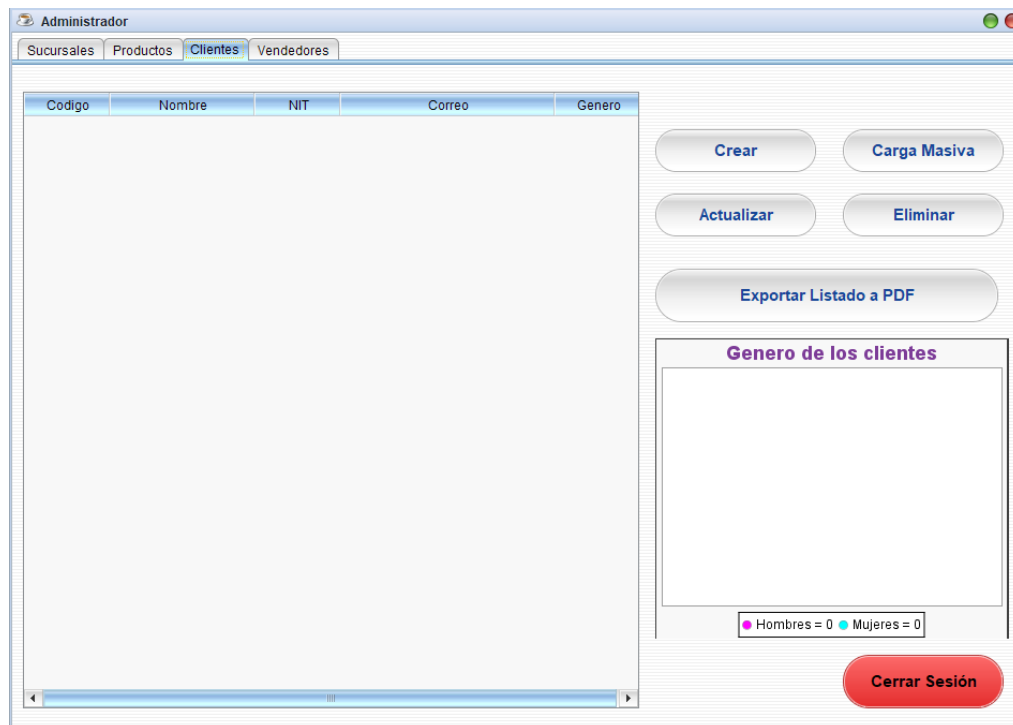 Administrador
Sucursales Productos Clientes Vendedores
Codigo Nombre NIT Correo Genero
Crear Carga Masiva
Actualizar Eliminar
Exportar Listado a PDF
Genero de los clientes
Hombres = 0 Mujeres = 0
Cerrar Sesión